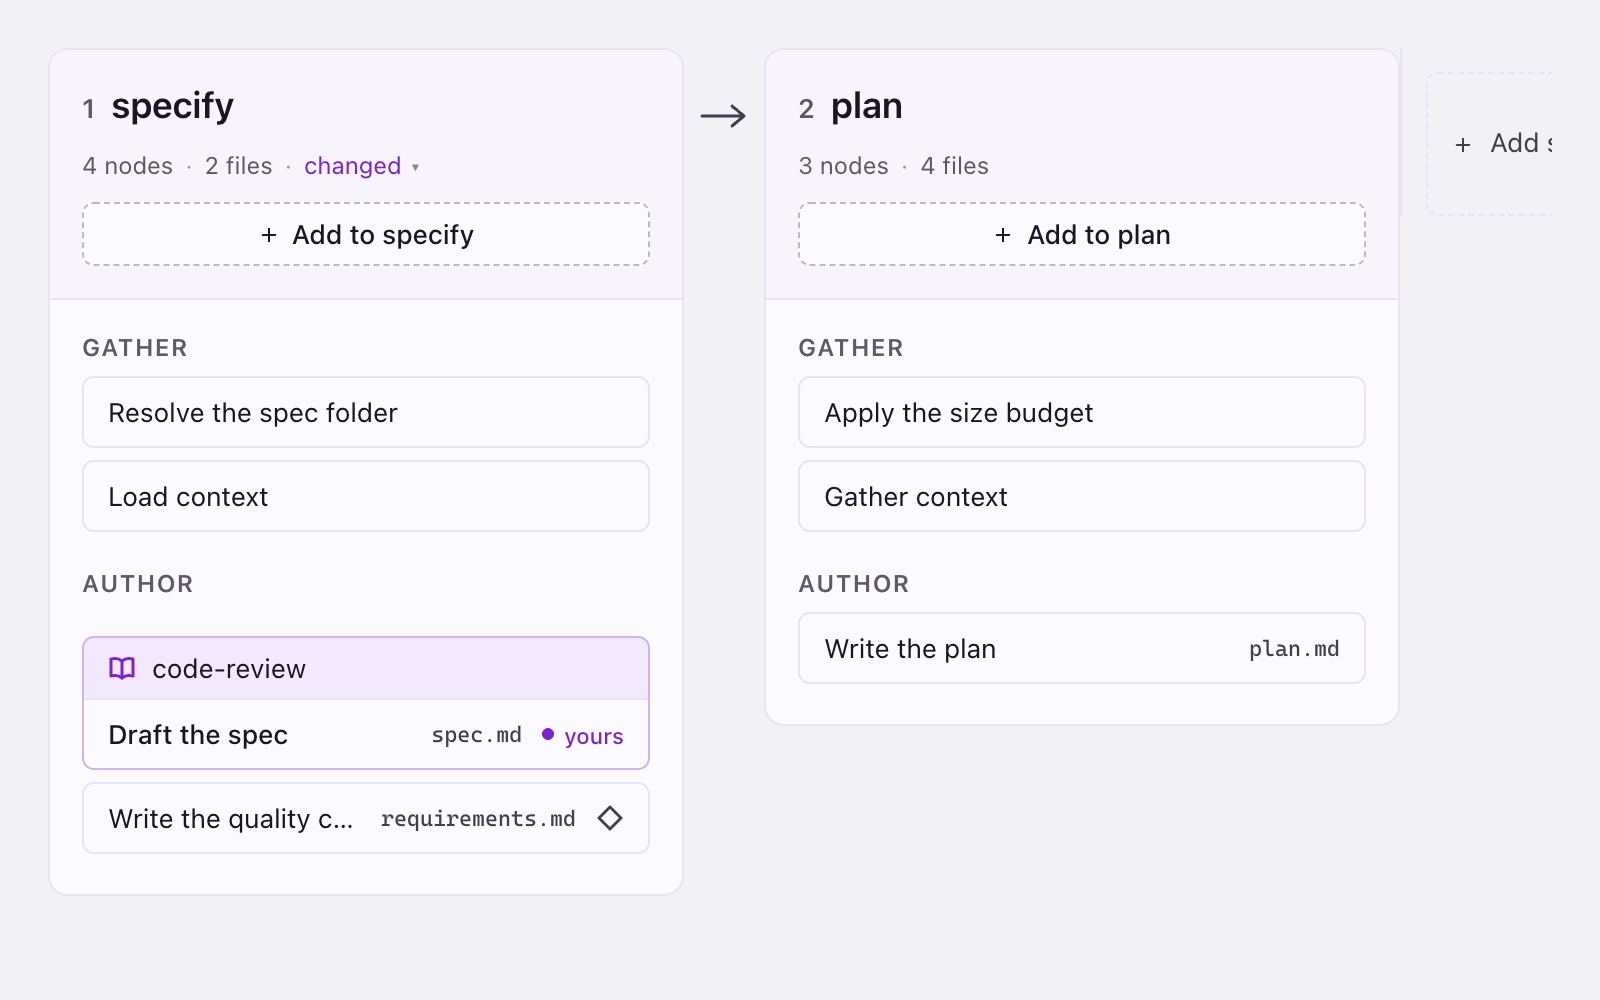 1 specify
4 nodes · 2 files · changed ▾
+ Add to specify
GATHER
Resolve the spec folder
Load context
AUTHOR
code-review
Draft the spec spec.md yours
Write the quality c... requirements.md
2 plan
3 nodes · 4 files
+ Add to plan
GATHER
Apply the size budget
Gather context
AUTHOR
Write the plan plan.md
+ Add